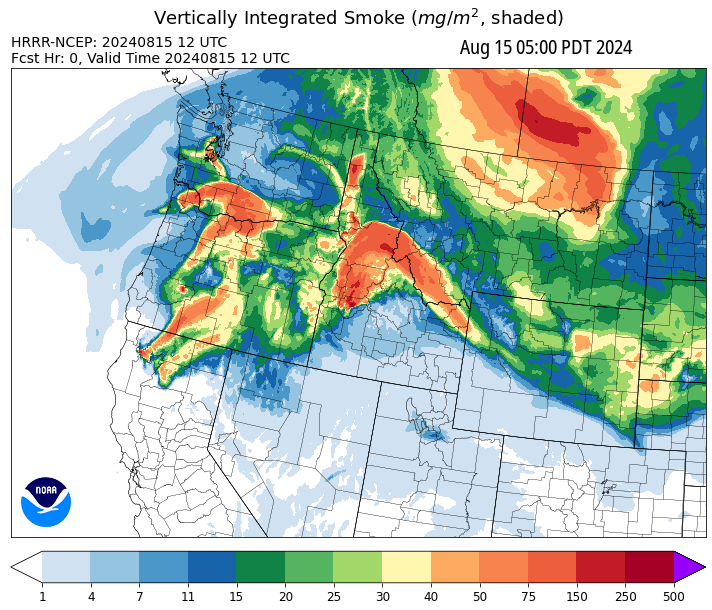 Vertically Integrated Smoke (mg/m², shaded)
HRRR-NCEP: 20240815 12 UTC
Fcst Hr: 0, Valid Time 20240815 12 UTC
Aug 15 05:00 PDT 2024
NOAA
1 4 7 11 15 20 25 30 40 50 75 150 250 500